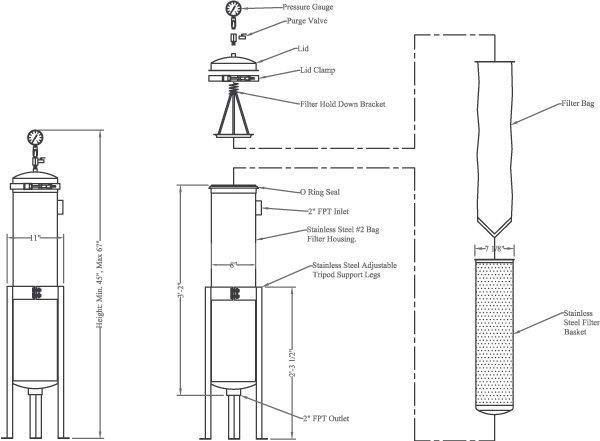 Pressure Gauge
Purge Valve
Lid
Lid Clamp
Filter Hold Down Bracket
Filter Bag
O Ring Seal
2" FPT Inlet
Stainless Steel #2 Bag
Filter Housing.
11"
8"
7 1/8"
Stainless Steel Adjustable
Tripod Support Legs
Height: Min. 45", Max 67"
3'-2"
2'-3 1/2"
Stainless
Steel Filter
Basket
2" FPT Outlet